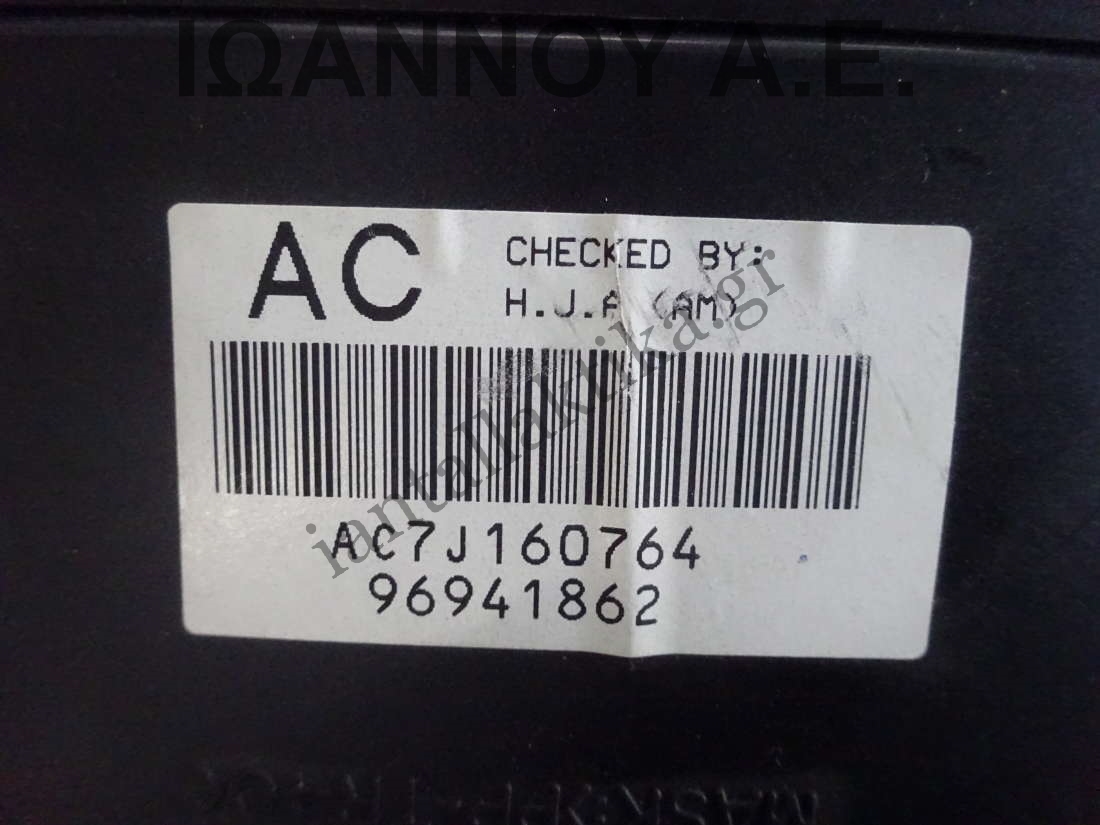 ΙΩΑΝΝΟΥ Α.Ε.
AC
CHECKED BY:
H.J.A (AM)
iantallaktika.gr
AC7J160764
96941862